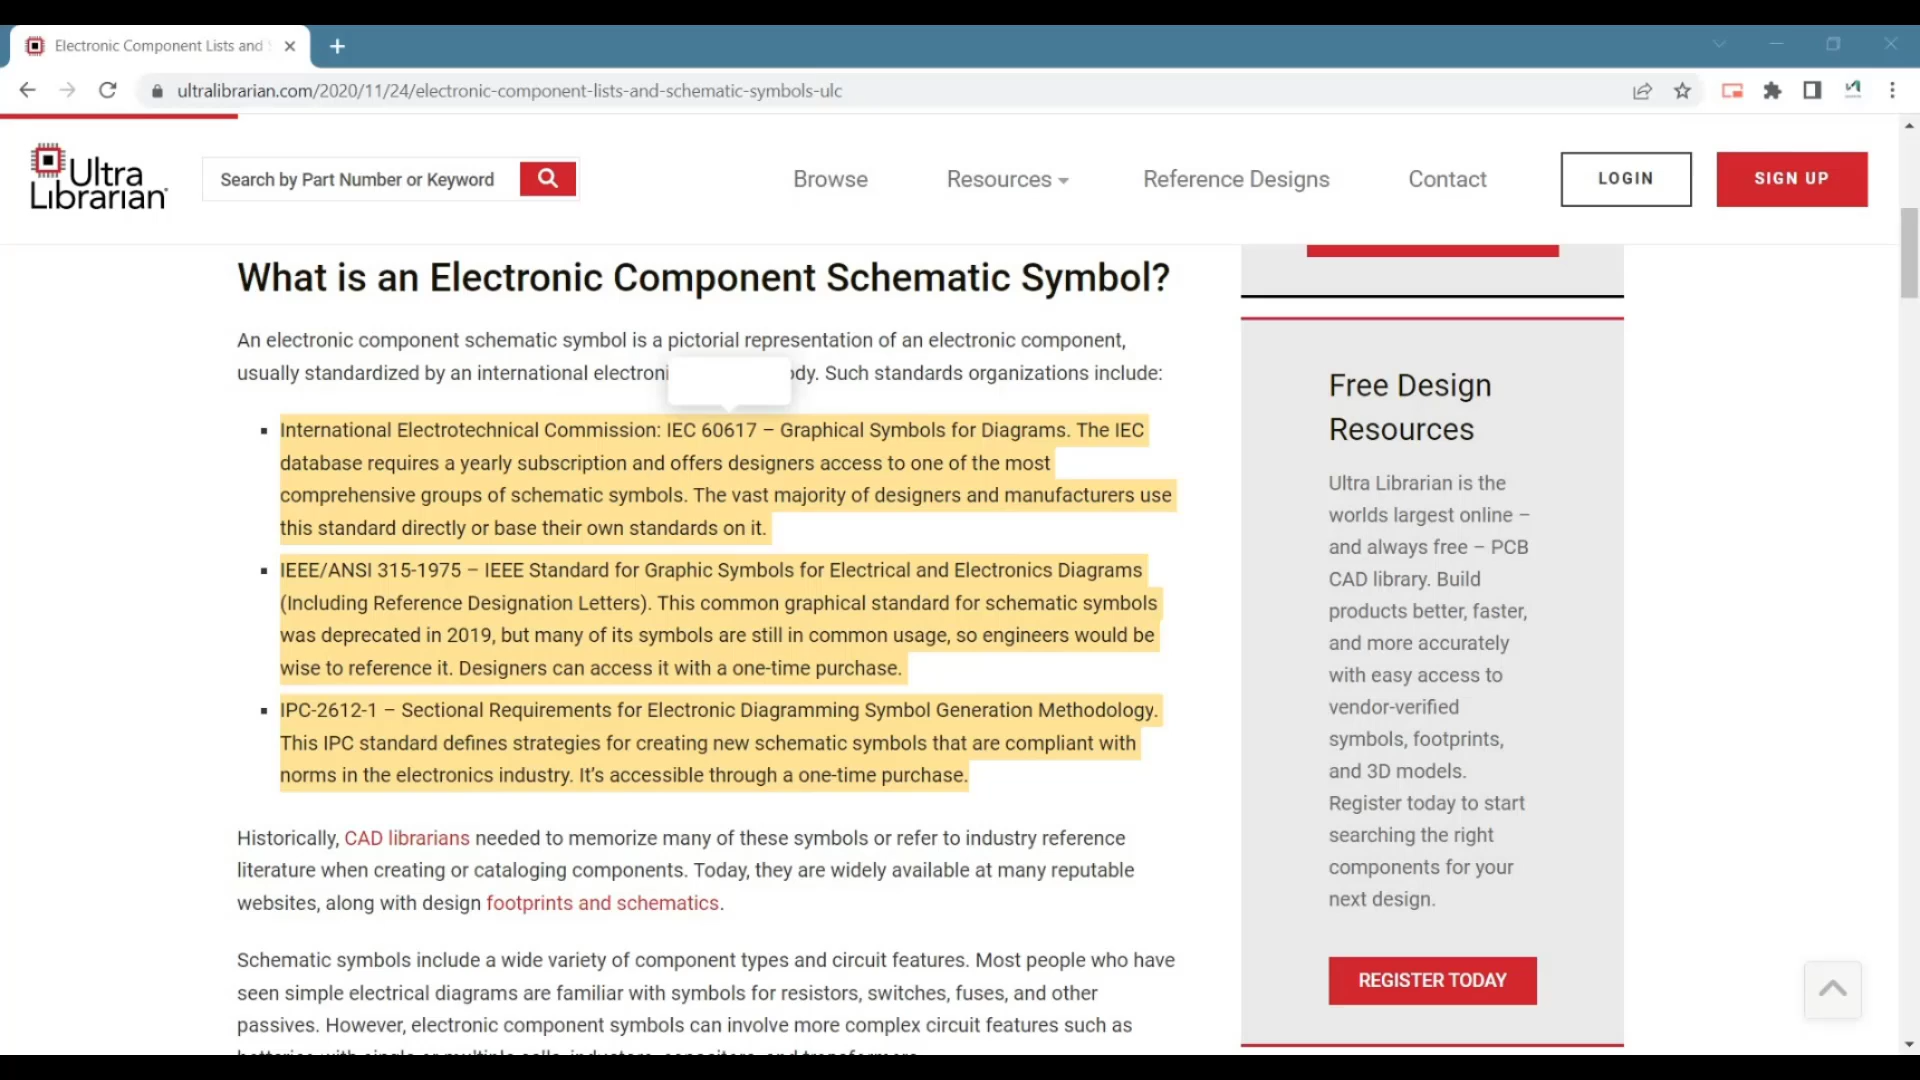 Electronic Component Lists and
ultralibrarian.com/2020/11/24/electronic-component-lists-and-schematic-symbols-ulc
Ultra
Librarian
Search by Part Number or Keyword
Browse
Resources
Reference Designs
Contact
LOGIN
SIGN UP
What is an Electronic Component Schematic Symbol?
An electronic component schematic symbol is a pictorial representation of an electronic component,
usually standardized by an international electroni ody. Such standards organizations include:
▪ International Electrotechnical Commission: IEC 60617 – Graphical Symbols for Diagrams. The IEC
database requires a yearly subscription and offers designers access to one of the most
comprehensive groups of schematic symbols. The vast majority of designers and manufacturers use
this standard directly or base their own standards on it.
▪ IEEE/ANSI 315-1975 – IEEE Standard for Graphic Symbols for Electrical and Electronics Diagrams
(Including Reference Designation Letters). This common graphical standard for schematic symbols
was deprecated in 2019, but many of its symbols are still in common usage, so engineers would be
wise to reference it. Designers can access it with a one-time purchase.
▪ IPC-2612-1 – Sectional Requirements for Electronic Diagramming Symbol Generation Methodology.
This IPC standard defines strategies for creating new schematic symbols that are compliant with
norms in the electronics industry. It’s accessible through a one-time purchase.
Historically, CAD librarians needed to memorize many of these symbols or refer to industry reference
literature when creating or cataloging components. Today, they are widely available at many reputable
websites, along with design footprints and schematics.
Schematic symbols include a wide variety of component types and circuit features. Most people who have
seen simple electrical diagrams are familiar with symbols for resistors, switches, fuses, and other
passives. However, electronic component symbols can involve more complex circuit features such as
Free Design
Resources
Ultra Librarian is the
worlds largest online –
and always free – PCB
CAD library. Build
products better, faster,
and more accurately
with easy access to
vendor-verified
symbols, footprints,
and 3D models.
Register today to start
searching the right
components for your
next design.
REGISTER TODAY